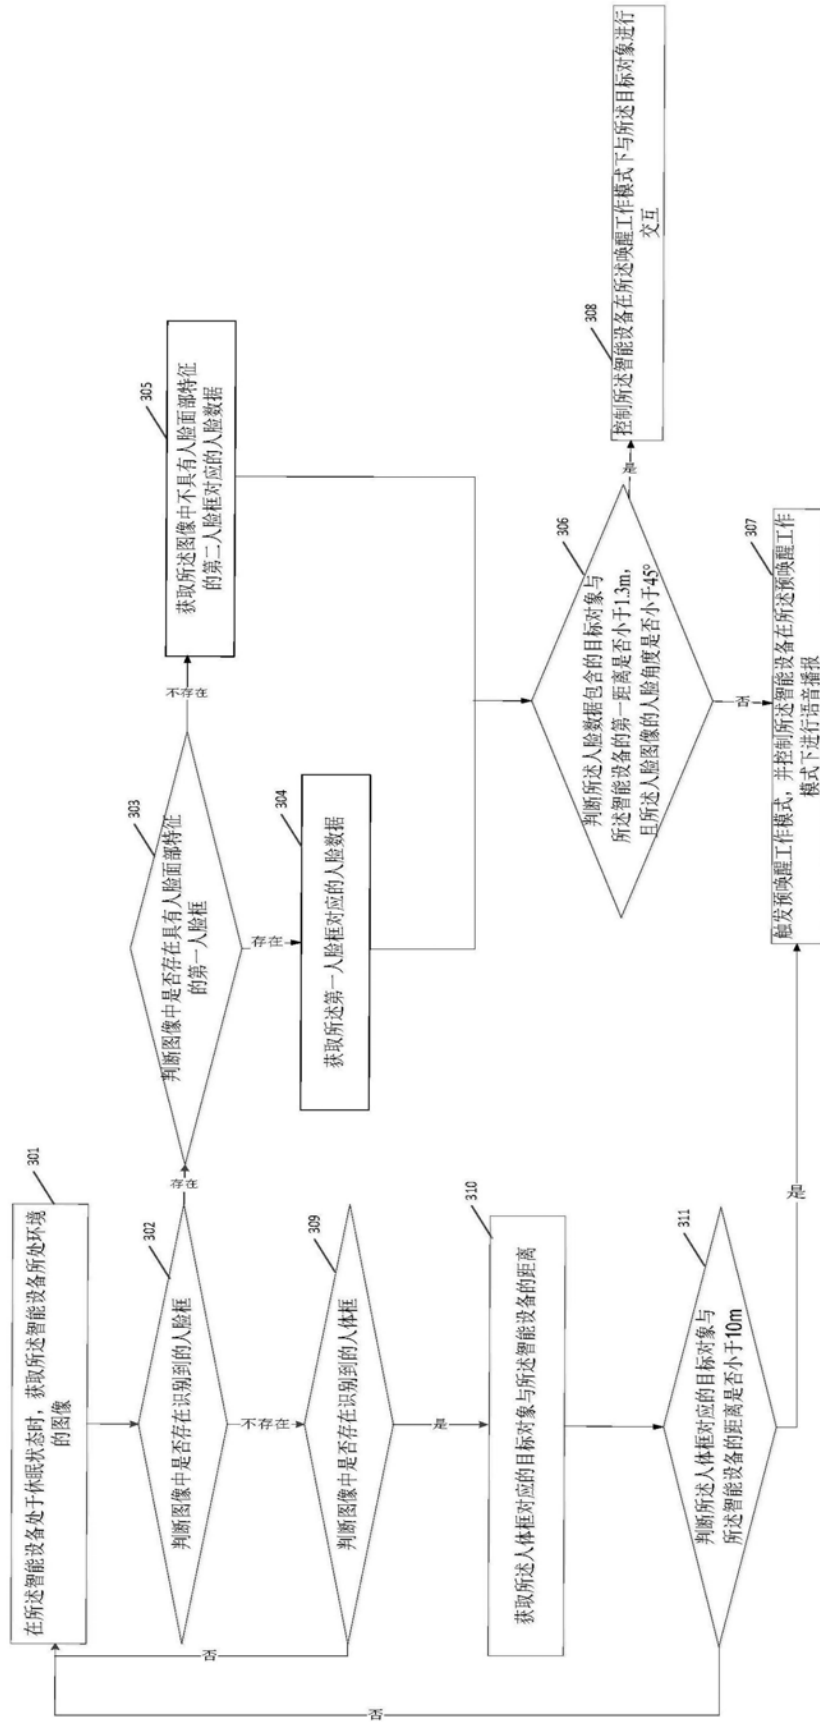 301
在所述智能设备处于休眠状态时，获取所述智能设备所处环境
的图像
302
判断图像中是否存在识别到的人脸框
存在
不存在
303
判断图像中是否存在具有人脸面部特征
的第一人脸框
不存在
存在
304
获取所述第一人脸框对应的人脸数据
305
获取所述图像中不具有人脸面部特征
的第二人脸框对应的人脸数据
306
判断所述人脸数据包含的目标对象与
所述智能设备的第一距离是否小于1.3m，
且所述人脸图像的人脸角度是否小于45°
是
否
307
触发预唤醒工作模式，并控制所述智能设备在所述预唤醒工作
模式下进行语音播报
308
控制所述智能设备在所述唤醒工作模式下与所述目标对象进行
交互
309
判断图像中是否存在识别到的人体框
否
是
310
获取所述人体框对应的目标对象与所述智能设备的距离
311
判断所述人体框对应的目标对象与
所述智能设备的距离是否小于10m
是
否